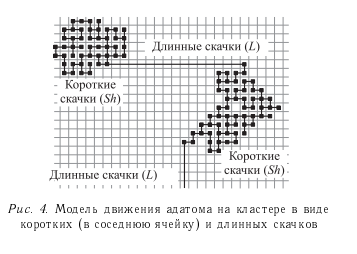 Длинные скачки (L)
Короткие
скачки (Sh)
Короткие
скачки (Sh)
Длинные скачки (L)
Рис. 4. Модель движения адатома на кластере в виде
коротких (в соседнюю ячейку) и длинных скачков